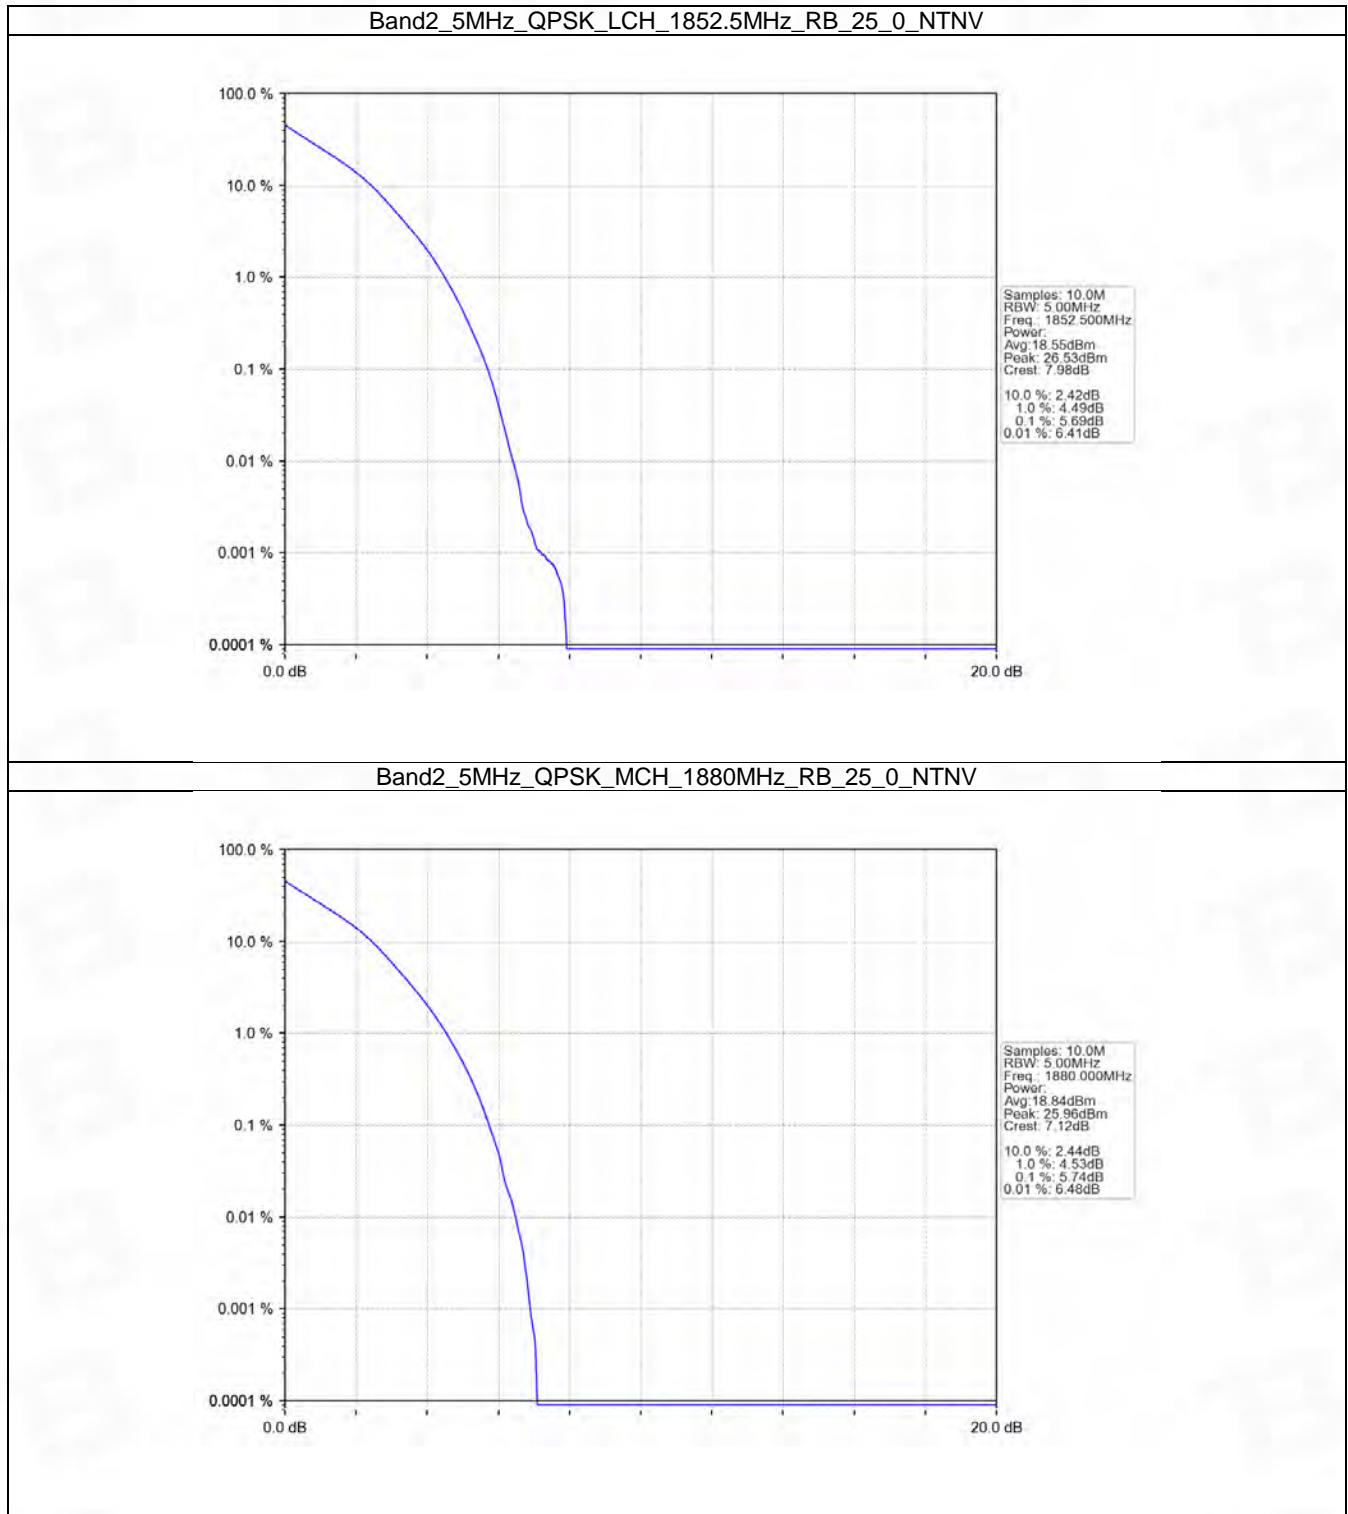 Band2_5MHz_QPSK_LCH_1852.5MHz_RB_25_0_NTNV
100.0 %
10.0 %
1.0 %
0.1 %
0.01 %
0.001 %
0.0001 %
0.0 dB
20.0 dB
Samples: 10.0M
RBW: 5.00MHz
Freq.: 1852.500MHz
Power:
Avg:18.55dBm
Peak: 26.53dBm
Crest: 7.98dB
10.0 %: 2.42dB
1.0 %: 4.49dB
0.1 %: 5.69dB
0.01 %: 6.41dB
Band2_5MHz_QPSK_MCH_1880MHz_RB_25_0_NTNV
100.0 %
10.0 %
1.0 %
0.1 %
0.01 %
0.001 %
0.0001 %
0.0 dB
20.0 dB
Samples: 10.0M
RBW: 5.00MHz
Freq.: 1880.000MHz
Power:
Avg:18.84dBm
Peak: 25.96dBm
Crest: 7.12dB
10.0 %: 2.44dB
1.0 %: 4.53dB
0.1 %: 5.74dB
0.01 %: 6.48dB